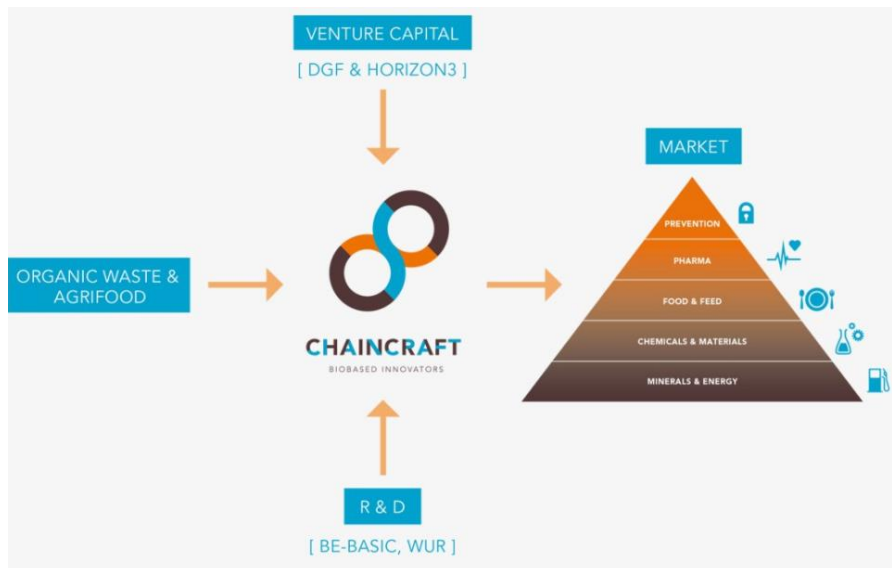 VENTURE CAPITAL
[ DGF & HORIZON3 ]
MARKET
PREVENTION
PHARMA
FOOD & FEED
CHEMICALS & MATERIALS
MINERALS & ENERGY
ORGANIC WASTE &
AGRIFOOD
CHAINCRAFT
BIOBASED INNOVATORS
R & D
[ BE-BASIC, WUR ]